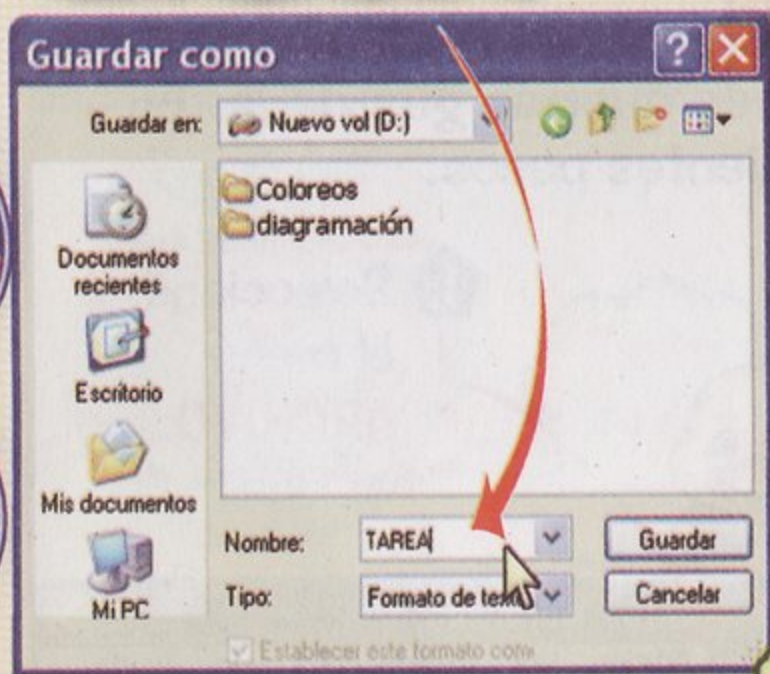 Guardar como
Guardar en: Nuevo vol (D:)
Coloreos
diagramación
Documentos
recientes
Escritorio
Mis documentos
Mi PC
Nombre: TAREA Guardar
Tipo: Formato de texto Cancelar
Establecer este formato com